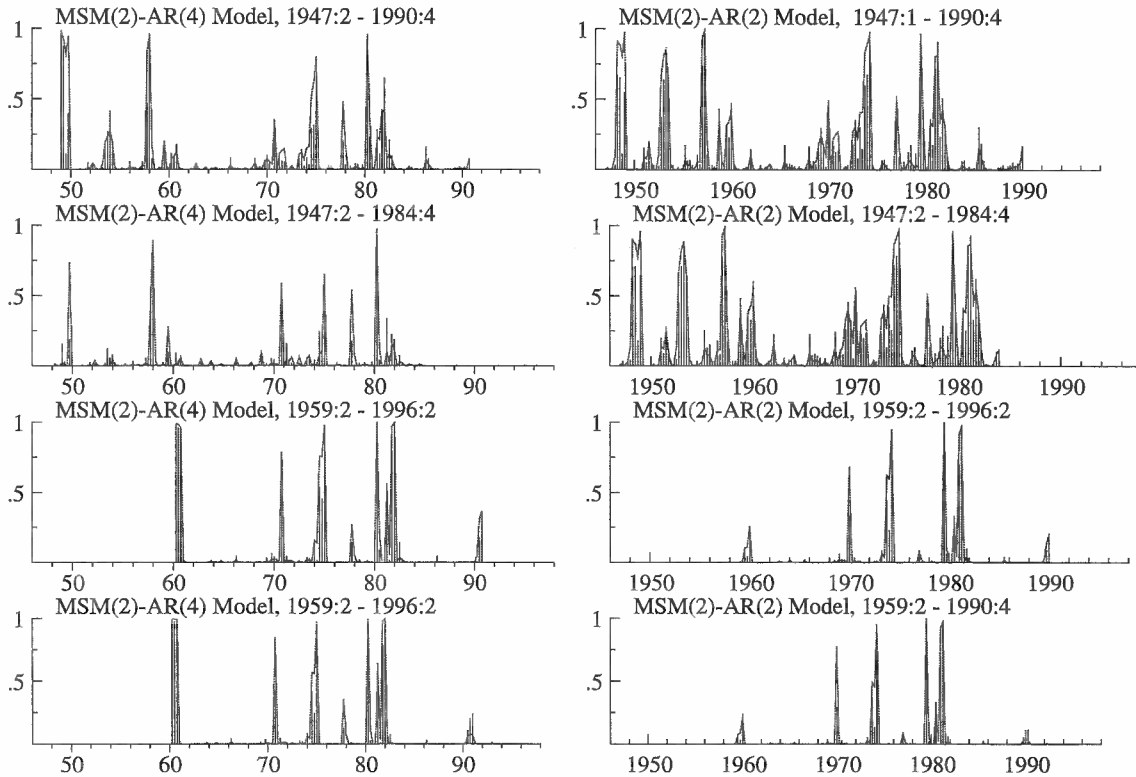 MSM(2)-AR(4) Model, 1947:2 - 1990:4
1
.5
50 60 70 80 90
MSM(2)-AR(2) Model, 1947:1 - 1990:4
1
.5
1950 1960 1970 1980 1990
MSM(2)-AR(4) Model, 1947:2 - 1984:4
1
.5
50 60 70 80 90
MSM(2)-AR(2) Model, 1947:2 - 1984:4
1
.5
1950 1960 1970 1980 1990
MSM(2)-AR(4) Model, 1959:2 - 1996:2
1
.5
50 60 70 80 90
MSM(2)-AR(2) Model, 1959:2 - 1996:2
1
.5
1950 1960 1970 1980 1990
MSM(2)-AR(4) Model, 1959:2 - 1996:2
1
.5
50 60 70 80 90
MSM(2)-AR(2) Model, 1959:2 - 1990:4
1
.5
1950 1960 1970 1980 1990